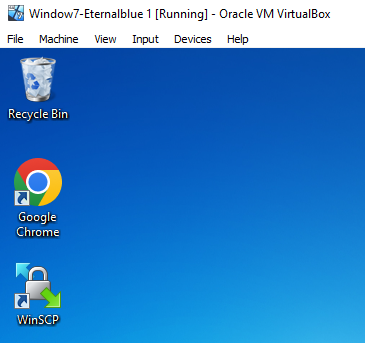 Window7-Eternalblue 1 [Running] - Oracle VM VirtualBox
File Machine View Input Devices Help
Recycle Bin
Google
Chrome
WinSCP